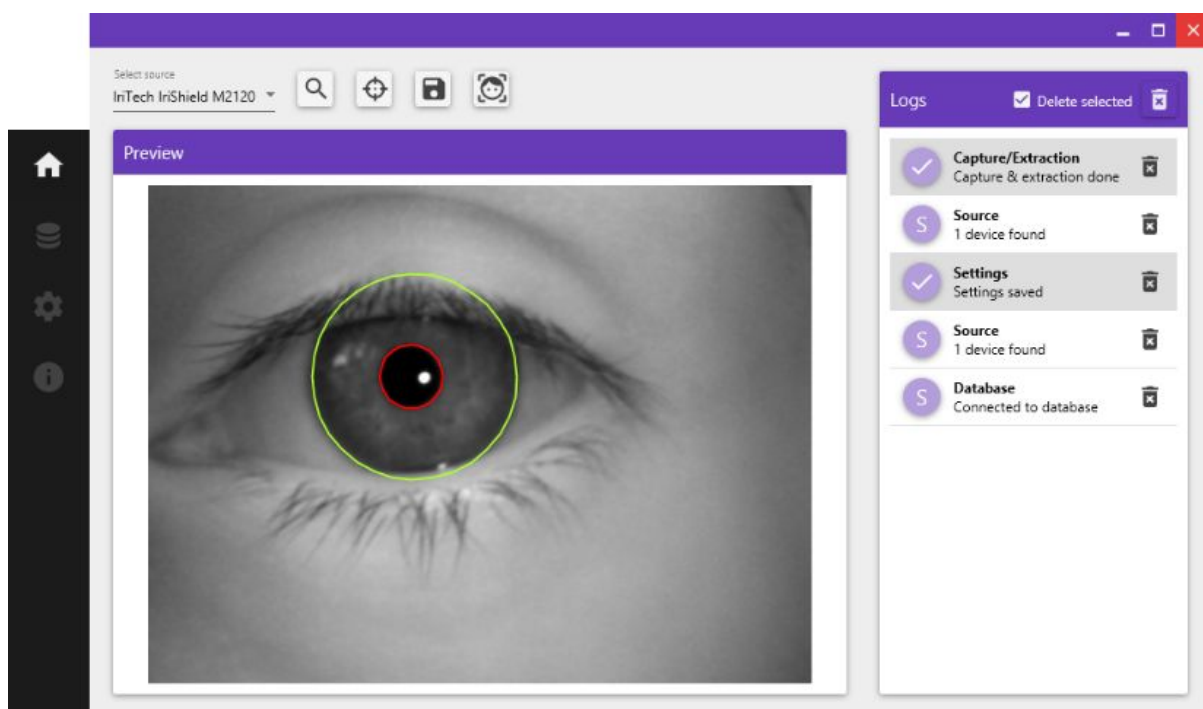 Select source
IriTech IriShield M2120
Preview
Logs
Delete selected
Capture/Extraction
Capture & extraction done
S
Source
1 device found
Settings
Settings saved
S
Source
1 device found
S
Database
Connected to database